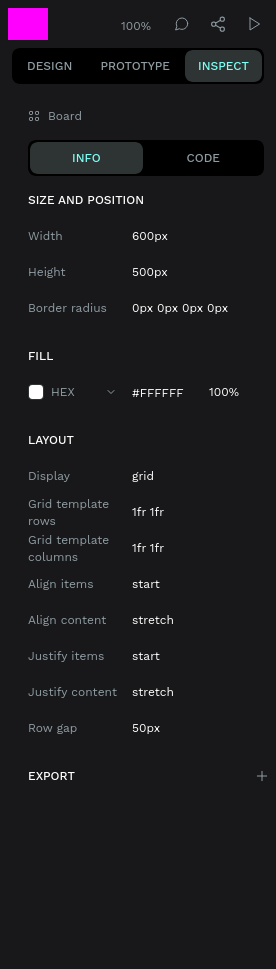 100%
DESIGN PROTOTYPE INSPECT
Board
INFO CODE
SIZE AND POSITION
Width 600px
Height 500px
Border radius 0px 0px 0px 0px
FILL
HEX #FFFFFF 100%
LAYOUT
Display grid
Grid template
rows 1fr 1fr
Grid template
columns 1fr 1fr
Align items start
Align content stretch
Justify items start
Justify content stretch
Row gap 50px
EXPORT